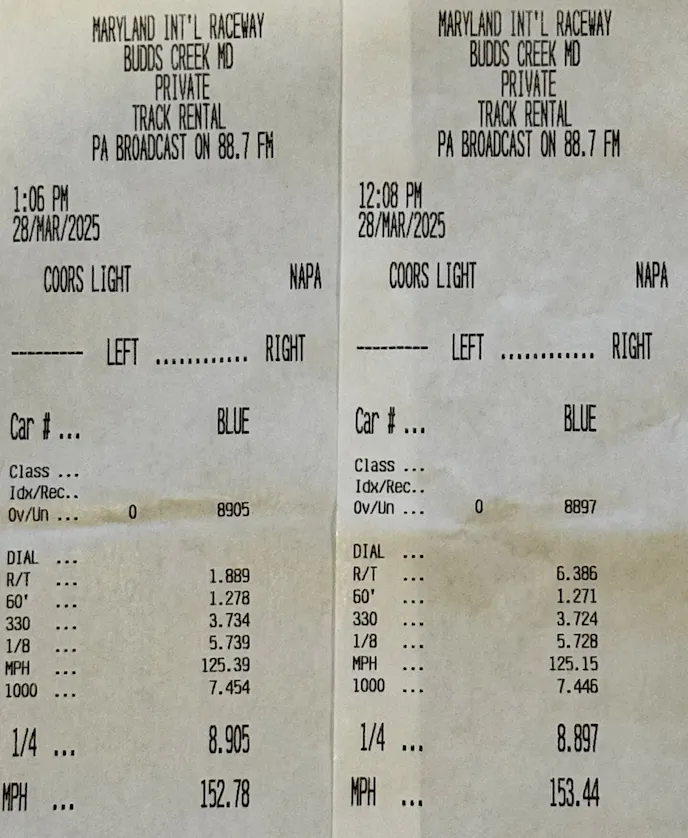 MARYLAND INT'L RACEWAY
BUDDS CREEK MD
PRIVATE
TRACK RENTAL
PA BROADCAST ON 88.7 FM
1:06 PM
28/MAR/2025
COORS LIGHT NAPA
--------- LEFT ............ RIGHT
Car # ... BLUE
Class ...
Idx/Rec..
Ov/Un ... 0 8905
DIAL ...
R/T ... 1.889
60' ... 1.278
330 ... 3.734
1/8 ... 5.739
MPH ... 125.39
1000 ... 7.454
1/4 ... 8.905
MPH ... 152.78
MARYLAND INT'L RACEWAY
BUDDS CREEK MD
PRIVATE
TRACK RENTAL
PA BROADCAST ON 88.7 FM
12:08 PM
28/MAR/2025
COORS LIGHT NAPA
--------- LEFT ............ RIGHT
Car # ... BLUE
Class ...
Idx/Rec..
Ov/Un ... 0 8897
DIAL ...
R/T ... 6.386
60' ... 1.271
330 ... 3.724
1/8 ... 5.728
MPH ... 125.15
1000 ... 7.446
1/4 ... 8.897
MPH ... 153.44